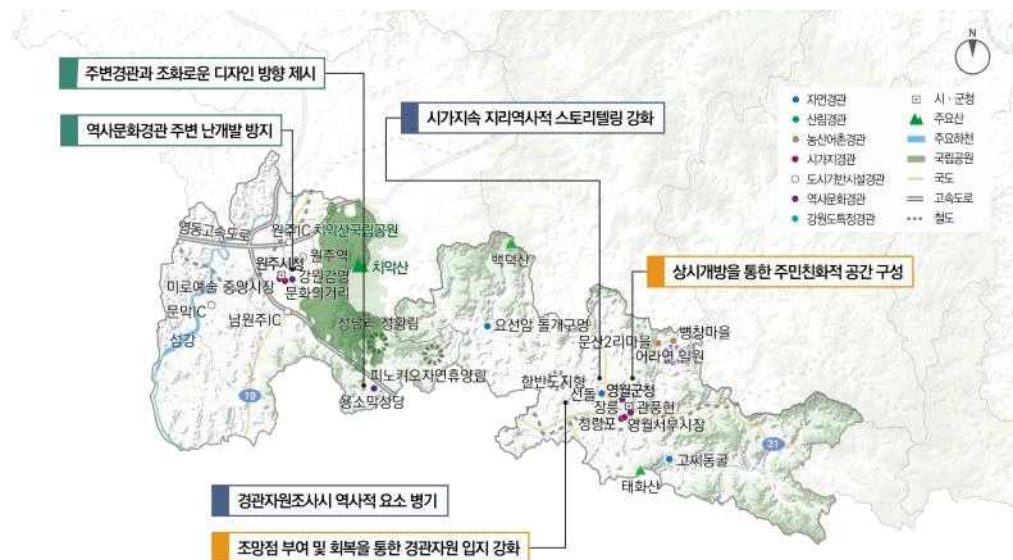 주변경관과 조화로운 디자인 방향 제시
역사문화경관 주변 난개발 방지
시가지속 지리역사적 스토리텔링 강화
상시개방을 통한 주민친화적 공간 구성
N
자연경관
산림경관
농산어촌경관
시가지경관
도시기반시설경관
역사문화경관
강원도특정경관
시·군청
주요산
주요하천
국립공원
국도
고속도로
철도
영동고속도로
원주IC
치악산국립공원
원주역
원주시청
치악산
강원감영
미로예술 중앙시장
문화의거리
문막IC
남원주IC
섬강
성남리 성황림
피노키오자연휴양림
용소막성당
19
백덕산
요선암 돌개구멍
문산2리마을
뼝창마을
어라연 일원
한반도지형
선돌
영월군청
장릉
관풍헌
청령포
영월서부시장
고씨동굴
태화산
31
경관자원조사시 역사적 요소 병기
조망점 부여 및 회복을 통한 경관자원 입지 강화